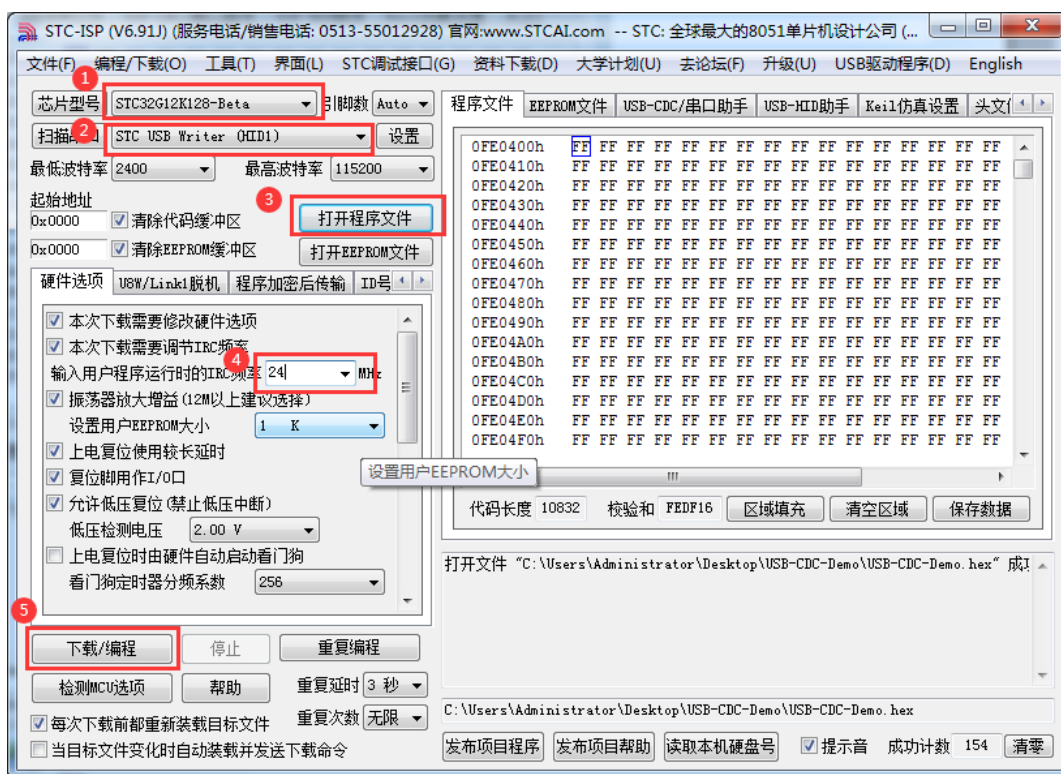 STC-ISP (V6.91J) (服务电话/销售电话: 0513-55012928) 官网:www.STCAI.com -- STC: 全球最大的8051单片机设计公司 (...
文件(F) 编程/下载(O) 工具(T) 界面(L) STC调试接口(G) 资料下载(D) 大学计划(U) 去论坛(F) 升级(U) USB驱动程序(D) English
1
芯片型号 STC32G12K128-Beta 引脚数 Auto
2
扫描 STC USB Writer (HID1) 设置
最低波特率 2400 最高波特率 115200
起始地址
3
0x0000 清除代码缓冲区 打开程序文件
0x0000 清除EEPROM缓冲区 打开EEPROM文件
硬件选项 U8W/Link1脱机 程序加密后传输 ID号
本次下载需要修改硬件选项
本次下载需要调节IRC频率
4
输入用户程序运行时的IRC频率 24 MHz
振荡器放大增益(12M以上建议选择)
设置用户EEPROM大小 1 K
上电复位使用较长延时
设置用户EEPROM大小
复位脚用作I/O口
允许低压复位(禁止低压中断)
低压检测电压 2.00 V
上电复位时由硬件自动启动看门狗
看门狗定时器分频系数 256
5
下载/编程 停止 重复编程
检测MCU选项 帮助 重复延时 3 秒
每次下载前都重新装载目标文件 重复次数 无限
当目标文件变化时自动装载并发送下载命令
程序文件 EEPROM文件 USB-CDC/串口助手 USB-HID助手 Keil仿真设置 头文
0FE0400h FF FF FF FF FF FF FF FF FF FF FF FF FF FF FF FF
0FE0410h FF FF FF FF FF FF FF FF FF FF FF FF FF FF FF FF
0FE0420h FF FF FF FF FF FF FF FF FF FF FF FF FF FF FF FF
0FE0430h FF FF FF FF FF FF FF FF FF FF FF FF FF FF FF FF
0FE0440h FF FF FF FF FF FF FF FF FF FF FF FF FF FF FF FF
0FE0450h FF FF FF FF FF FF FF FF FF FF FF FF FF FF FF FF
0FE0460h FF FF FF FF FF FF FF FF FF FF FF FF FF FF FF FF
0FE0470h FF FF FF FF FF FF FF FF FF FF FF FF FF FF FF FF
0FE0480h FF FF FF FF FF FF FF FF FF FF FF FF FF FF FF FF
0FE0490h FF FF FF FF FF FF FF FF FF FF FF FF FF FF FF FF
0FE04A0h FF FF FF FF FF FF FF FF FF FF FF FF FF FF FF FF
0FE04B0h FF FF FF FF FF FF FF FF FF FF FF FF FF FF FF FF
0FE04C0h FF FF FF FF FF FF FF FF FF FF FF FF FF FF FF FF
0FE04D0h FF FF FF FF FF FF FF FF FF FF FF FF FF FF FF FF
0FE04E0h FF FF FF FF FF FF FF FF FF FF FF FF FF FF FF FF
0FE04F0h FF FF FF FF FF FF FF FF FF FF FF FF FF FF FF FF
代码长度 10832 校验和 FEDF16 区域填充 清空区域 保存数据
打开文件 "C:\Users\Administrator\Desktop\USB-CDC-Demo\USB-CDC-Demo.hex" 成
C:\Users\Administrator\Desktop\USB-CDC-Demo\USB-CDC-Demo.hex
发布项目程序 发布项目帮助 读取本机硬盘号 提示音 成功计数 154 清零